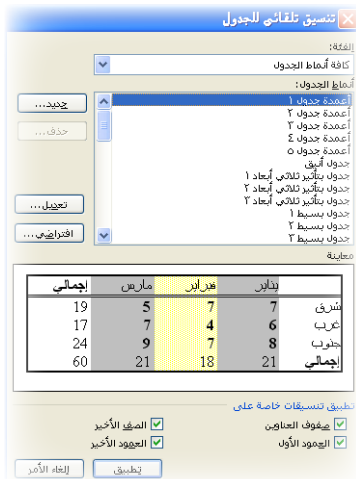 تنسيق تلقائي للجدول
الفئة:
كافة أنماط الجدول
أنماط الجدول:
أعمدة جدول ١
أعمدة جدول ٢
أعمدة جدول ٣
أعمدة جدول ٤
أعمدة جدول ٥
جدول أنيق
جدول بتأثير ثلاثي أبعاد ١
جدول بتأثير ثلاثي أبعاد ٢
جدول بتأثير ثلاثي أبعاد ٣
جدول بسيط ١
جدول بسيط ٢
جدول بسيط ٣
جديد...
حذف...
تعديل...
افتراضي...
معاينة
يناير فبراير مارس إجمالي
شرق 7 7 5 19
غرب 6 4 7 17
جنوب 8 7 9 24
إجمالي 21 18 21 60
تطبيق تنسيقات خاصة على
صفوف العناوين الصف الأخير
العمود الأول العمود الأخير
تطبيق إلغاء الأمر